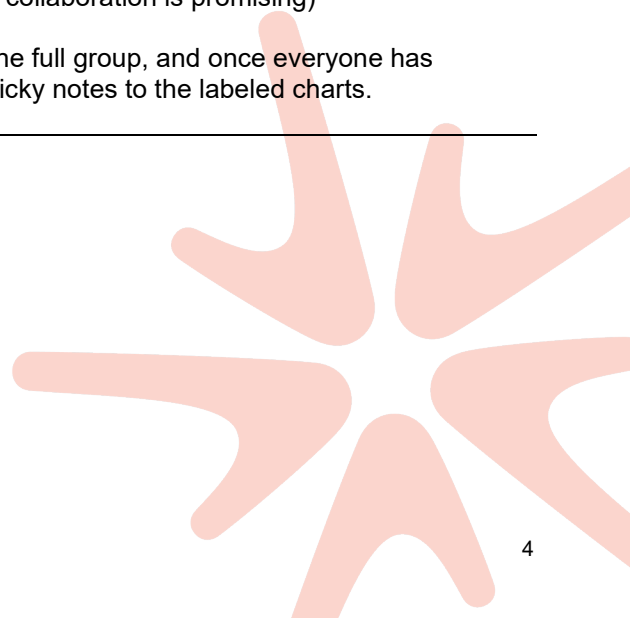 collaboration is promising)
he full group, and once everyone has
icky notes to the labeled charts.
4